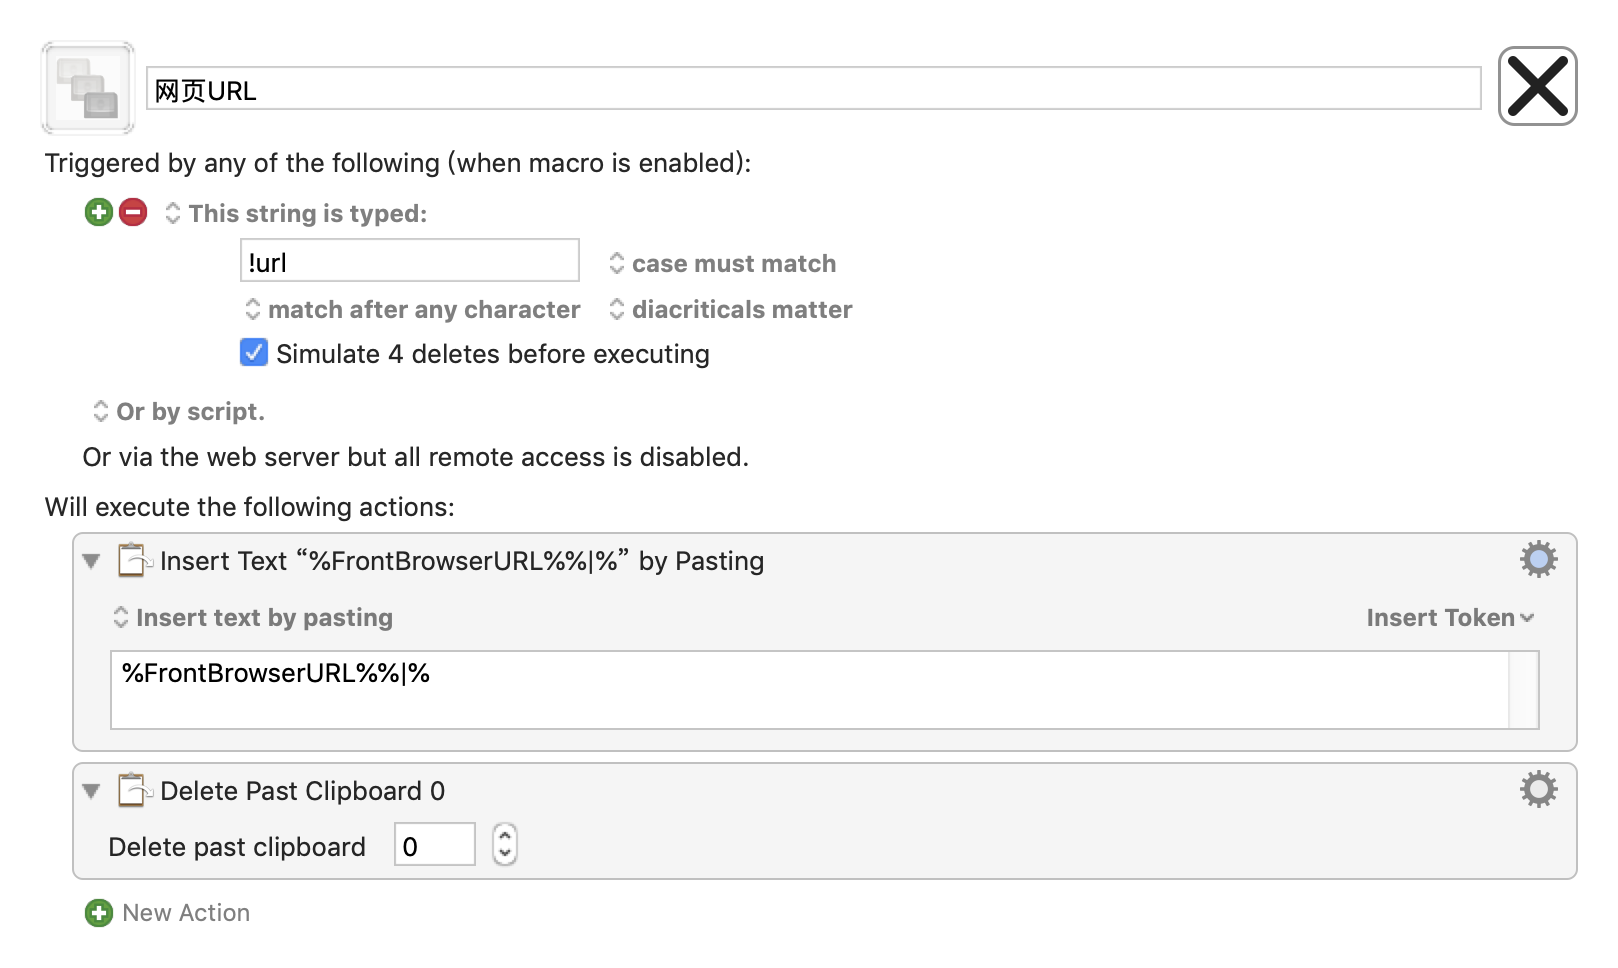 网页URL
Triggered by any of the following (when macro is enabled):
This string is typed:
!url
case must match
match after any character
diacriticals matter
Simulate 4 deletes before executing
Or by script.
Or via the web server but all remote access is disabled.
Will execute the following actions:
Insert Text “%FrontBrowserURL%%|%” by Pasting
Insert text by pasting
Insert Token
%FrontBrowserURL%%|%
Delete Past Clipboard 0
Delete past clipboard
0
New Action